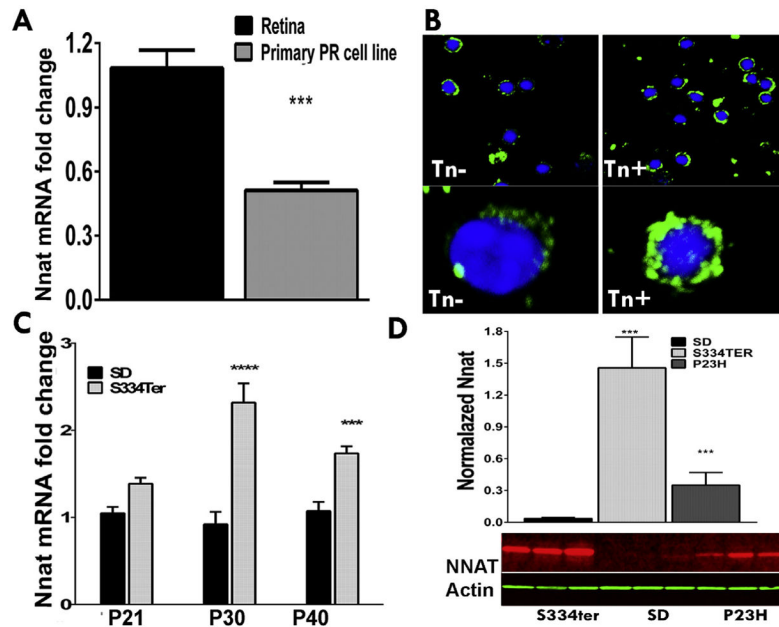 A
Retina
Primary PR cell line
Nnat mRNA fold change
1.2
0.9
0.6
0.3
0.0
***
B
Tn-
Tn+
Tn-
Tn+
C
SD
S334Ter
Nnat mRNA fold change
3
2
1
0
****
***
P21
P30
P40
D
SD
S334TER
P23H
Normalazed Nnat
1.8
1.5
1.2
0.9
0.6
0.3
0.0
***
***
NNAT
Actin
S334ter
SD
P23H